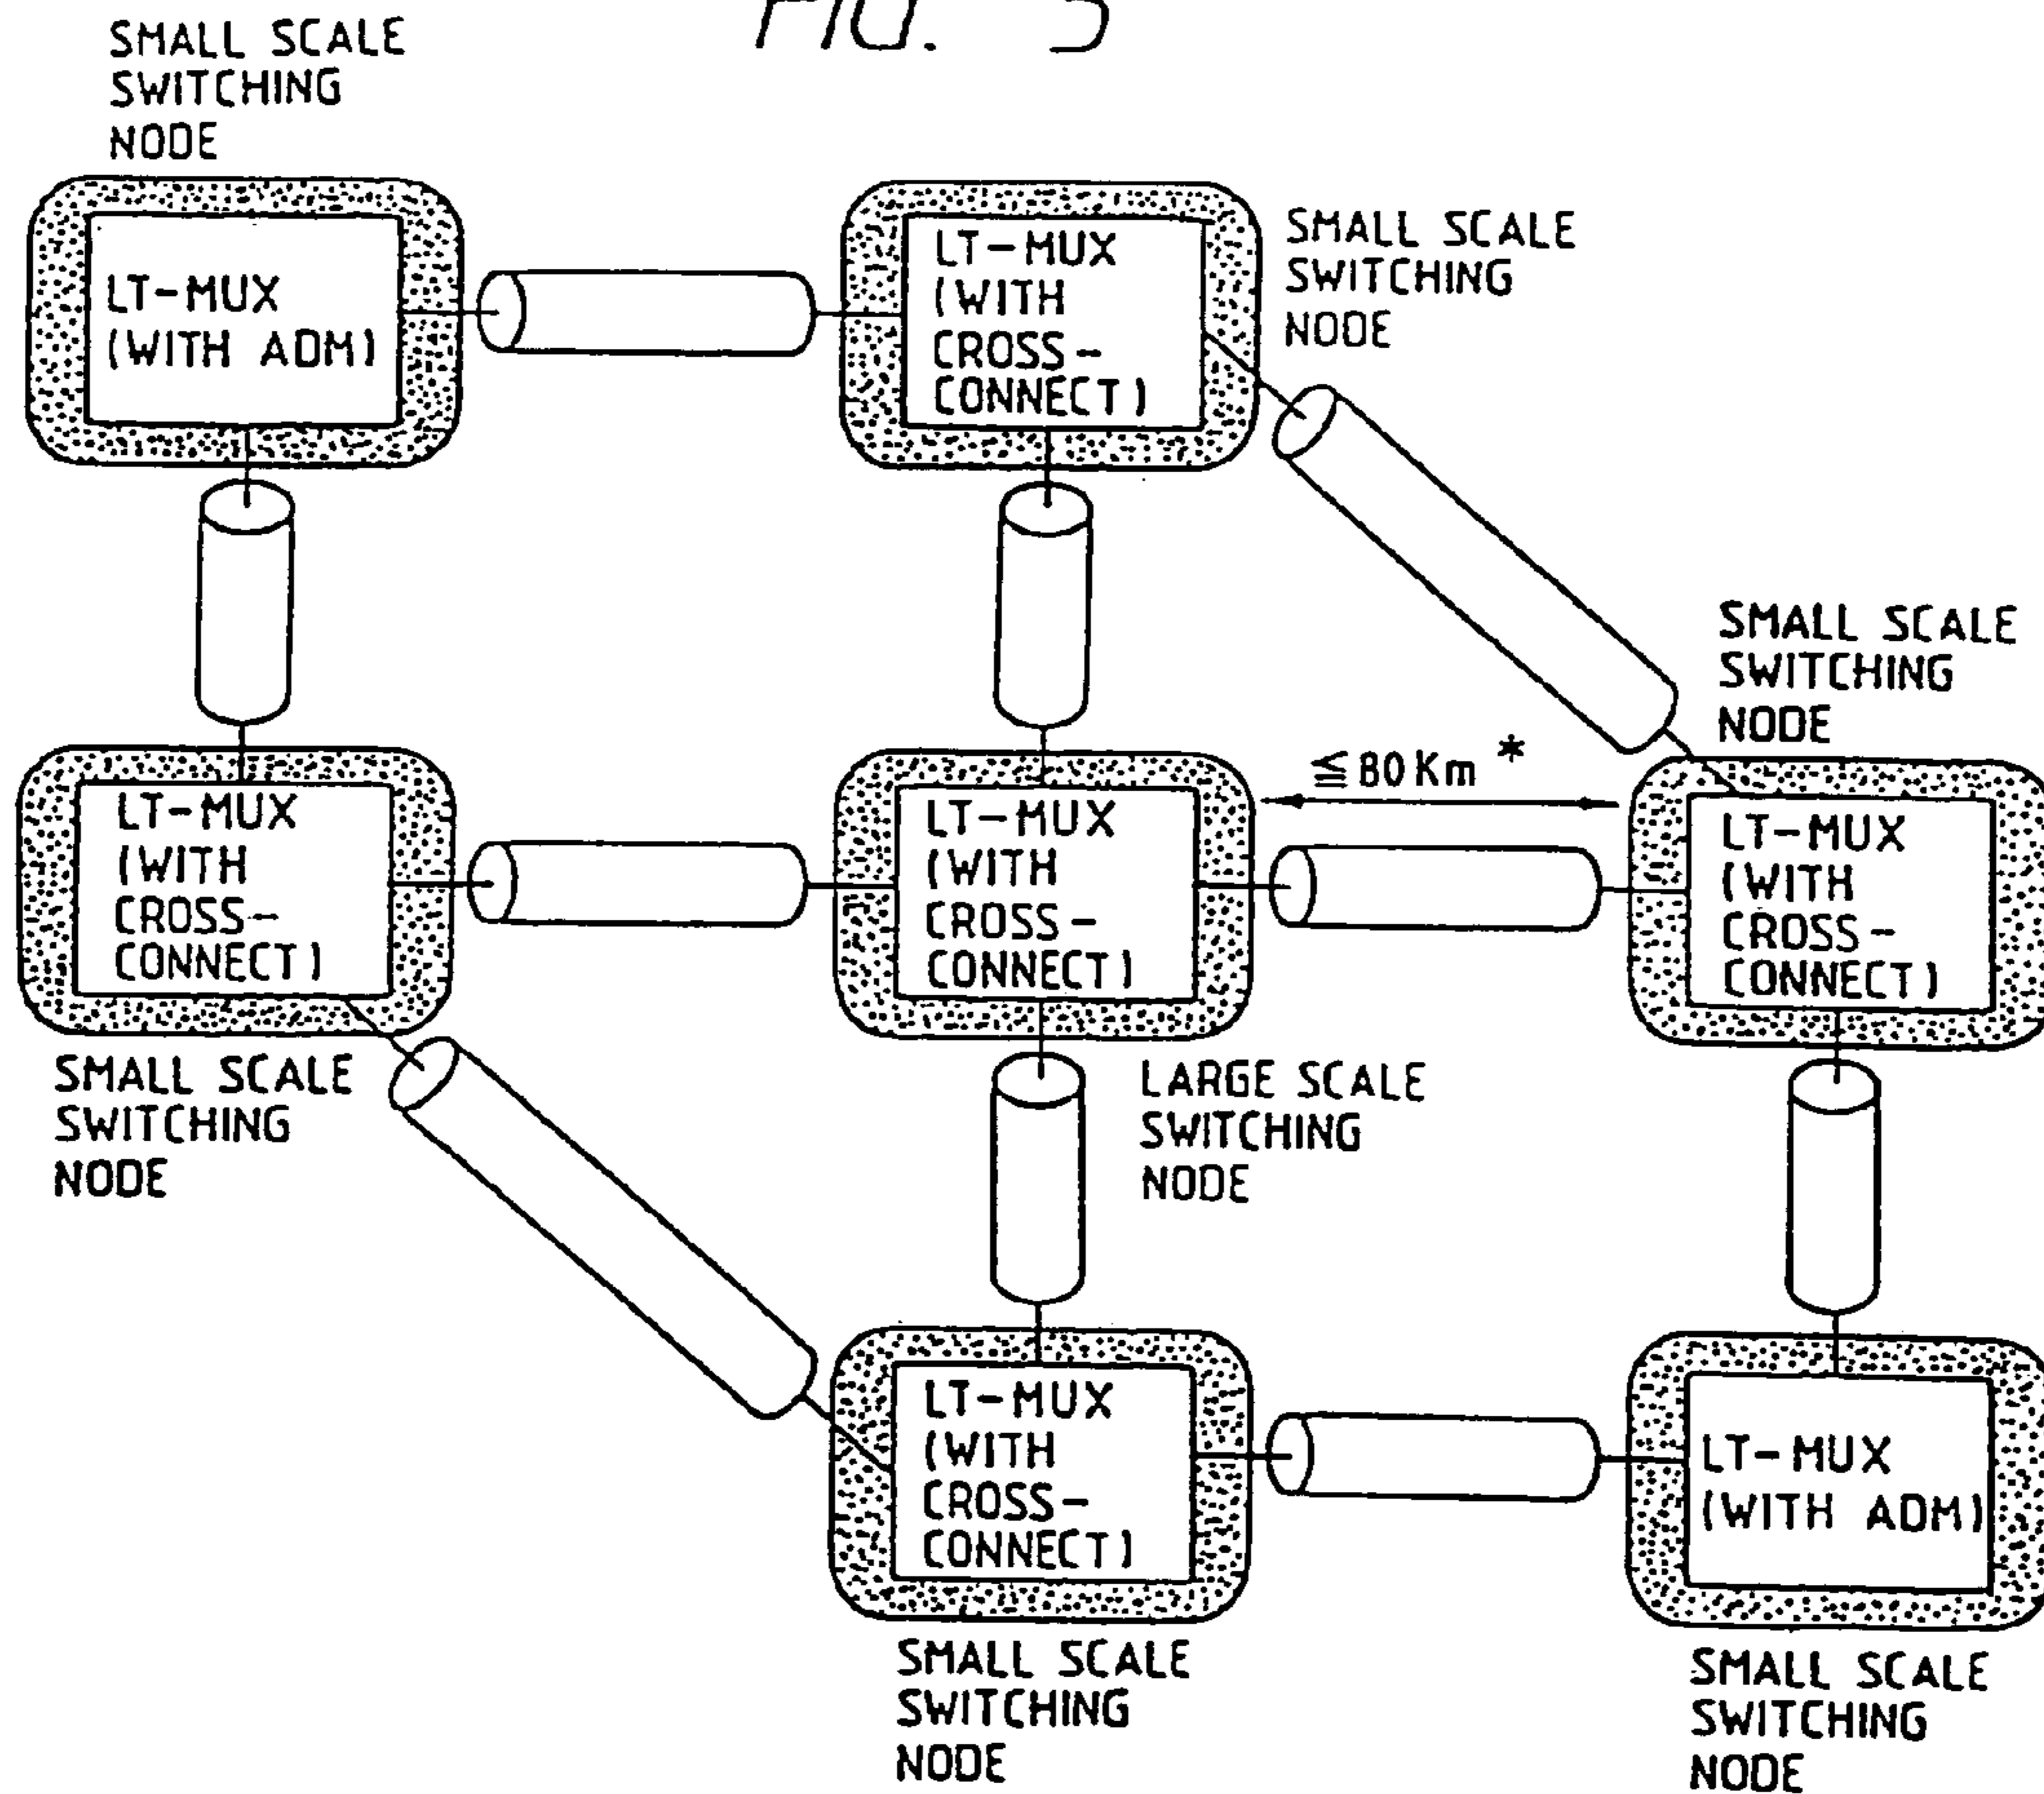 FIG. 3
SMALL SCALE
SWITCHING
NODE
LT-MUX
(WITH ADM)
LT-MUX
(WITH
CROSS-
CONNECT)
SMALL SCALE
SWITCHING
NODE
SMALL SCALE
SWITCHING
NODE
≦80Km *
LT-MUX
(WITH
CROSS-
CONNECT)
LT-MUX
(WITH
CROSS-
CONNECT)
LT-MUX
(WITH
CROSS-
CONNECT)
SMALL SCALE
SWITCHING
NODE
LARGE SCALE
SWITCHING
NODE
LT-MUX
(WITH
CROSS-
CONNECT)
LT-MUX
(WITH ADM)
SMALL SCALE
SWITCHING
NODE
SMALL SCALE
SWITCHING
NODE